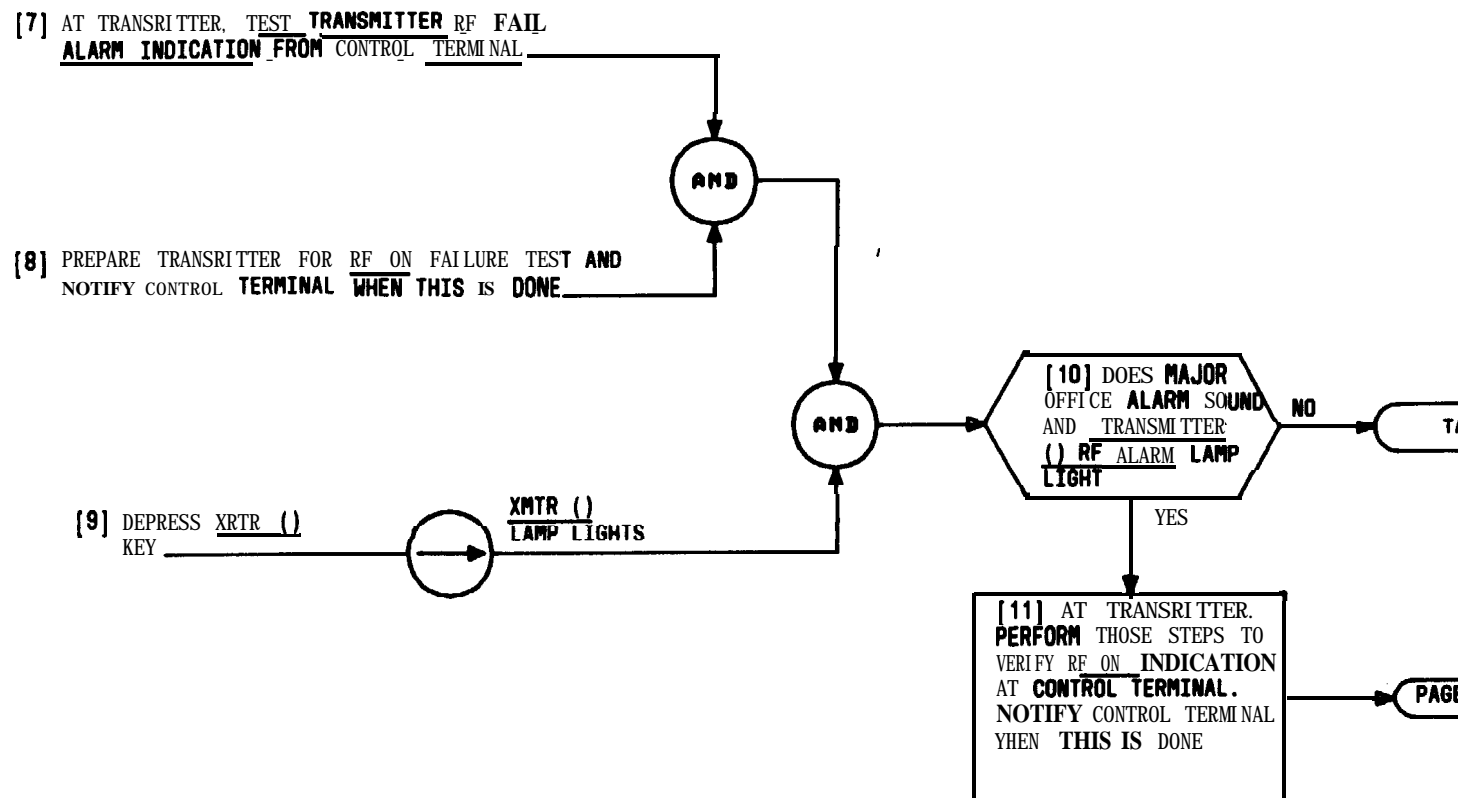 [7] AT TRANSRITTER, TEST TRANSMITTER RF FAIL
ALARM INDICATION FROM CONTROL TERMINAL
AND
[8] PREPARE TRANSRITTER FOR RF ON FAILURE TEST AND
NOTIFY CONTROL TERMINAL WHEN THIS IS DONE
[10] DOES MAJOR
OFFICE ALARM SOUND
AND TRANSMITTER
() RF ALARM LAMP
LIGHT
NO
TA
AND
[9] DEPRESS XRTR ()
KEY
XMTR ()
LAMP LIGHTS
YES
[11] AT TRANSRITTER.
PERFORM THOSE STEPS TO
VERIFY RF ON INDICATION
AT CONTROL TERMINAL.
NOTIFY CONTROL TERMINAL
YHEN THIS IS DONE
PAGE